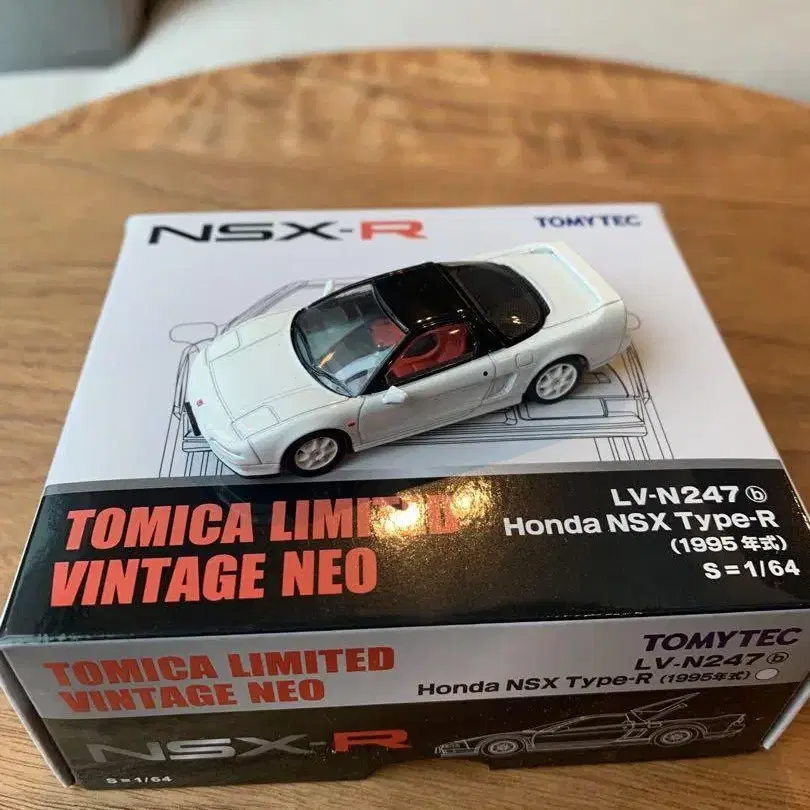 NSX-R
TOMYTEC
TOMICA LIMITED
VINTAGE NEO
LV-N247 ⓑ
Honda NSX Type-R
(1995年式)
S=1/64
TOMICA LIMITED
VINTAGE NEO
TOMYTEC
LV-N247 ⓑ
Honda NSX Type-R (1995年式)
NSX-R
S=1/64